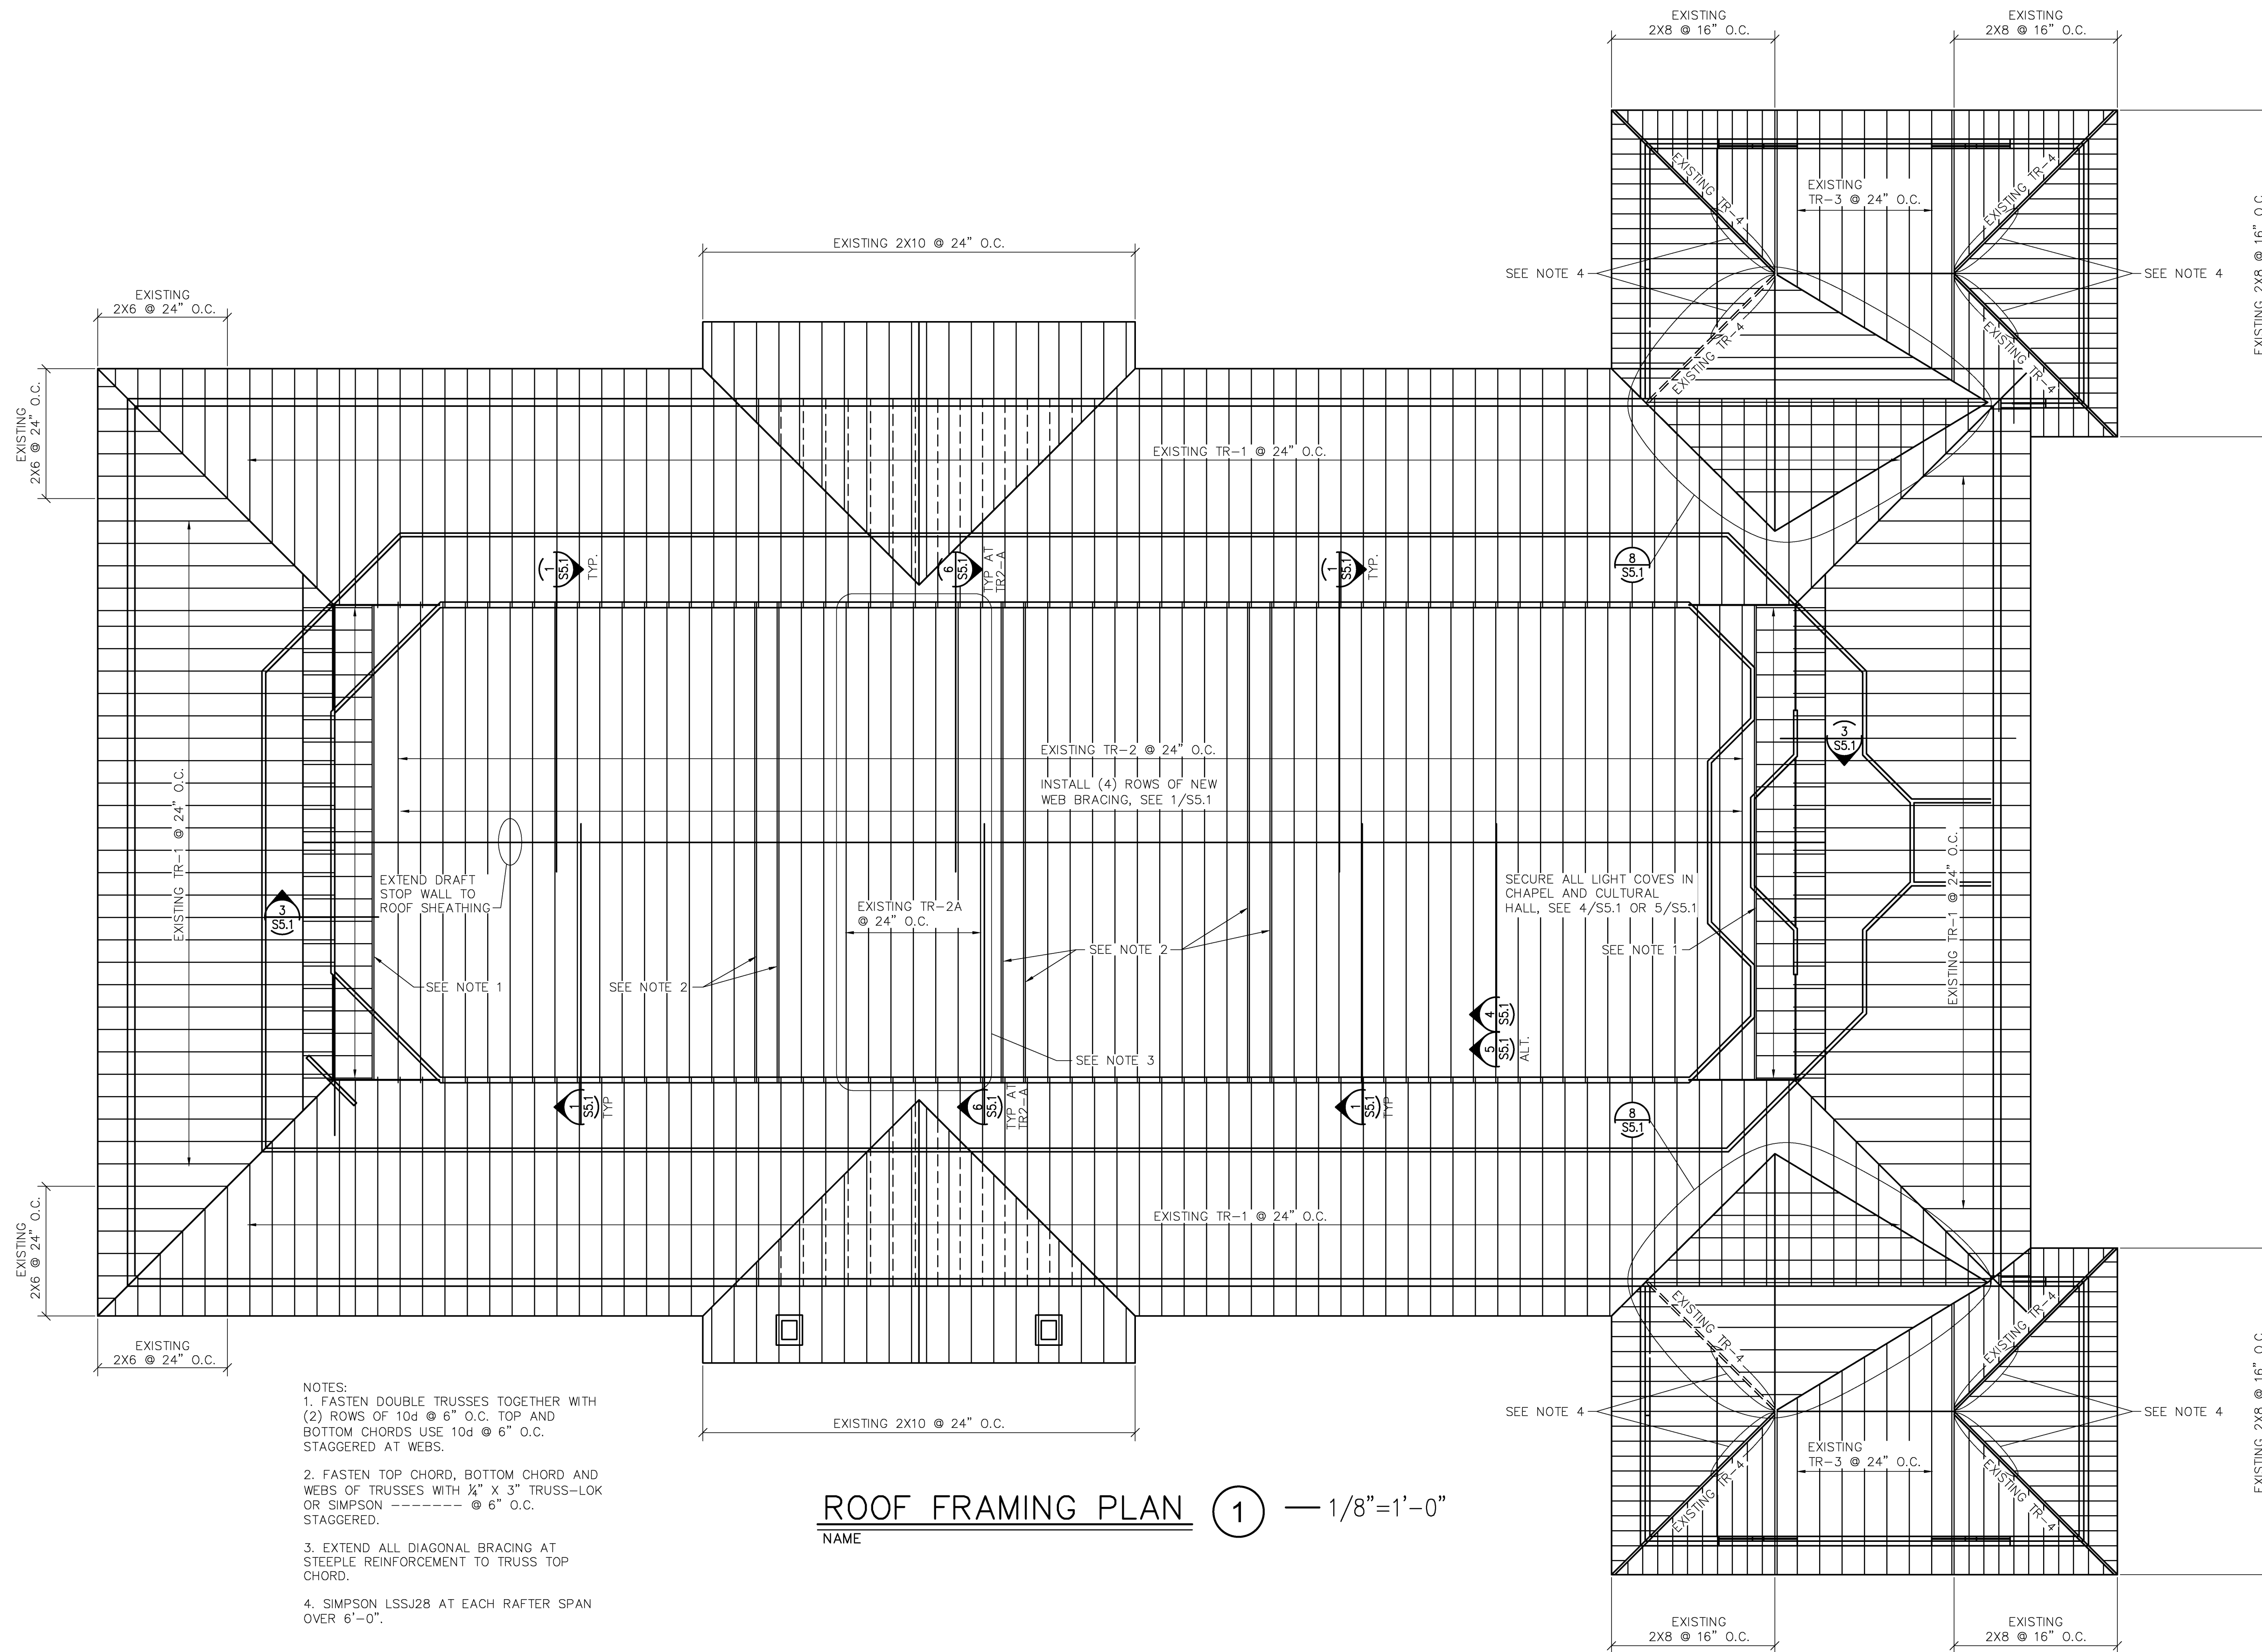 EXISTING
2X8 @ 16" O.C.
EXISTING
2X8 @ 16" O.C.
EXISTING TR-4
EXISTING
TR-3 @ 24" O.C.
EXISTING TR-4
EXISTING 2X8 @ 16" O.C.
SEE NOTE 4
SEE NOTE 4
EXISTING TR-4
EXISTING TR-4
EXISTING 2X10 @ 24" O.C.
EXISTING
2X6 @ 24" O.C.
EXISTING
2X6 @ 24" O.C.
EXISTING TR-1 @ 24" O.C.
1
S5.1
TYP.
6
S5.1
TYP AT
TR2-A
1
S5.1
TYP.
8
S5.1
EXISTING TR-2 @ 24" O.C.
INSTALL (4) ROWS OF NEW
WEB BRACING, SEE 1/S5.1
3
S5.1
EXISTING TR-1 @ 24" O.C.
EXISTING TR-1 @ 24" O.C.
EXTEND DRAFT
STOP WALL TO
ROOF SHEATHING
3
S5.1
EXISTING TR-2A
@ 24" O.C.
SECURE ALL LIGHT COVES IN
CHAPEL AND CULTURAL
HALL, SEE 4/S5.1 OR 5/S5.1
SEE NOTE 2
SEE NOTE 1
SEE NOTE 1
SEE NOTE 2
4
S5.1
5
S5.1
ALT.
SEE NOTE 3
1
S5.1
TYP
6
S5.1
TYP AT
TR2-A
1
S5.1
TYP
8
S5.1
EXISTING
2X6 @ 24" O.C.
EXISTING TR-1 @ 24" O.C.
EXISTING
2X6 @ 24" O.C.
EXISTING TR-4
EXISTING TR-4
EXISTING 2X8 @ 16" O.C.
SEE NOTE 4
SEE NOTE 4
EXISTING
TR-3 @ 24" O.C.
EXISTING TR-4
EXISTING TR-4
EXISTING 2X10 @ 24" O.C.
EXISTING
2X8 @ 16" O.C.
EXISTING
2X8 @ 16" O.C.
NOTES:
1. FASTEN DOUBLE TRUSSES TOGETHER WITH
(2) ROWS OF 10d @ 6" O.C. TOP AND
BOTTOM CHORDS USE 10d @ 6" O.C.
STAGGERED AT WEBS.
2. FASTEN TOP CHORD, BOTTOM CHORD AND
WEBS OF TRUSSES WITH ¼" X 3" TRUSS-LOK
OR SIMPSON ------- @ 6" O.C.
STAGGERED.
3. EXTEND ALL DIAGONAL BRACING AT
STEEPLE REINFORCEMENT TO TRUSS TOP
CHORD.
4. SIMPSON LSSJ28 AT EACH RAFTER SPAN
OVER 6'-0".
ROOF FRAMING PLAN 1 — 1/8"=1'-0"
NAME